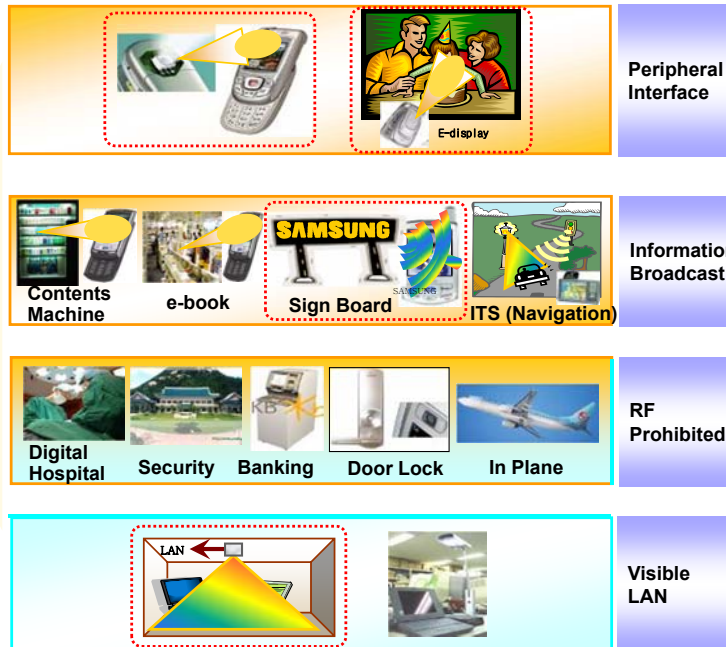 E-display
Peripheral
Interface
SAMSUNG
SAMSUNG
Contents
Machine
e-book
Sign Board
ITS (Navigation)
Informatio
Broadcast
KB
Digital
Hospital
Security
Banking
Door Lock
In Plane
RF
Prohibited
LAN
Visible
LAN